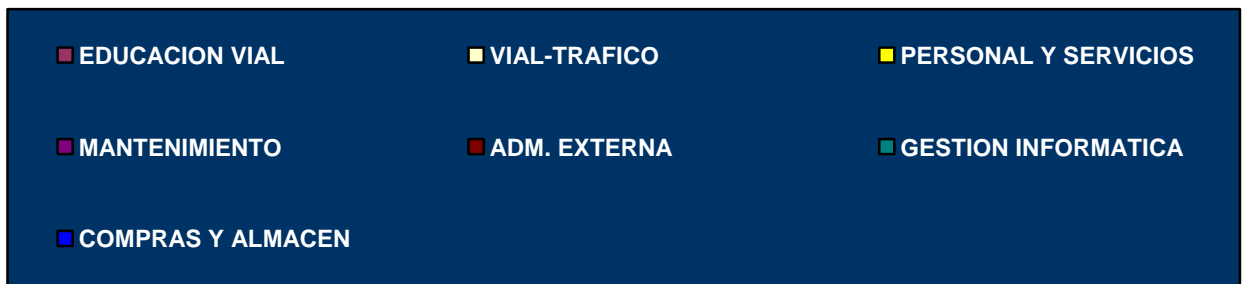 EDUCACION VIAL VIAL-TRAFICO PERSONAL Y SERVICIOS
MANTENIMIENTO ADM. EXTERNA GESTION INFORMATICA
COMPRAS Y ALMACEN